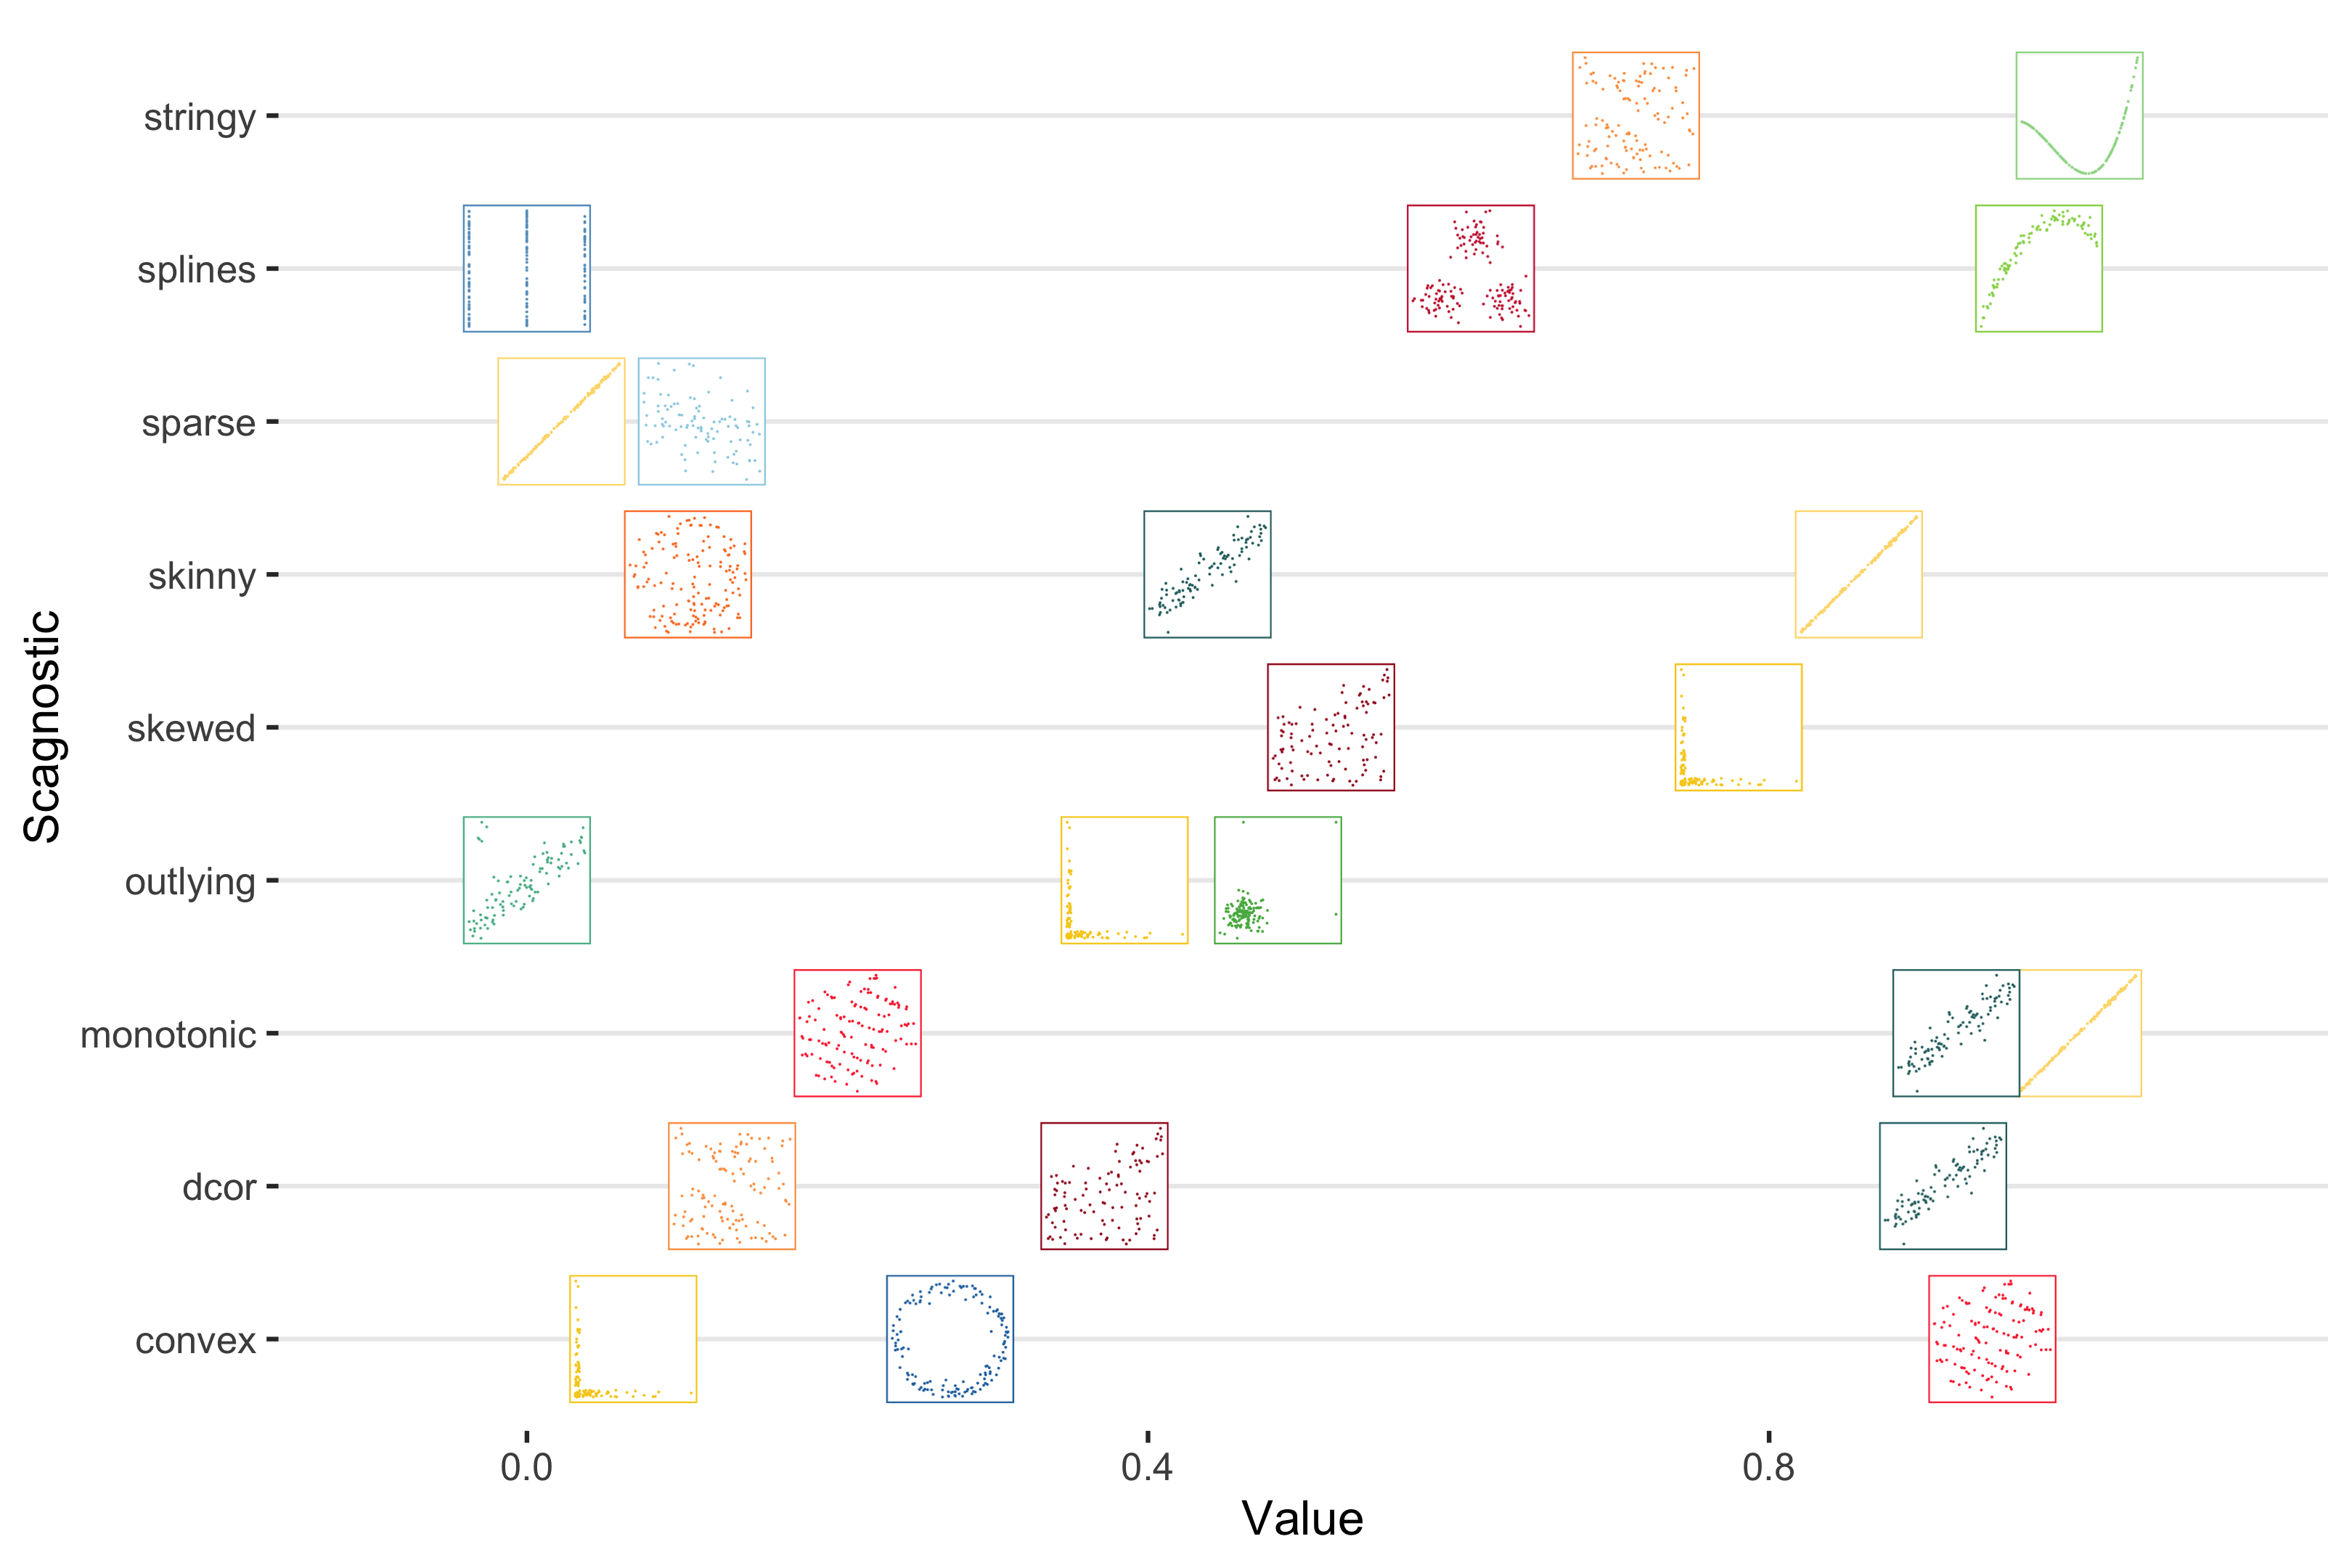 stringy
splines
sparse
skinny
skewed
outlying
monotonic
dcor
convex
Scagnostic
0.0 0.4 0.8
Value